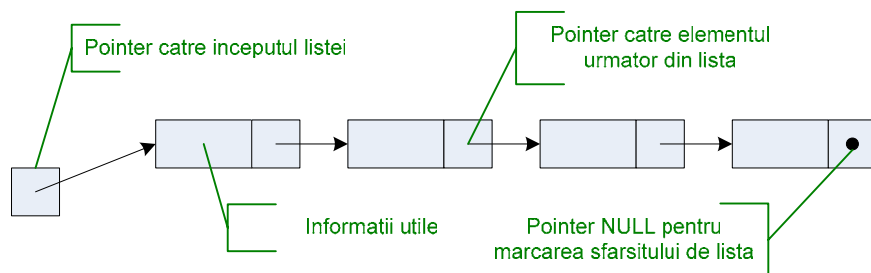 Pointer catre inceputul listei
Pointer catre elementul
urmator din lista
Informatii utile
Pointer NULL pentru
marcarea sfarsitului de lista